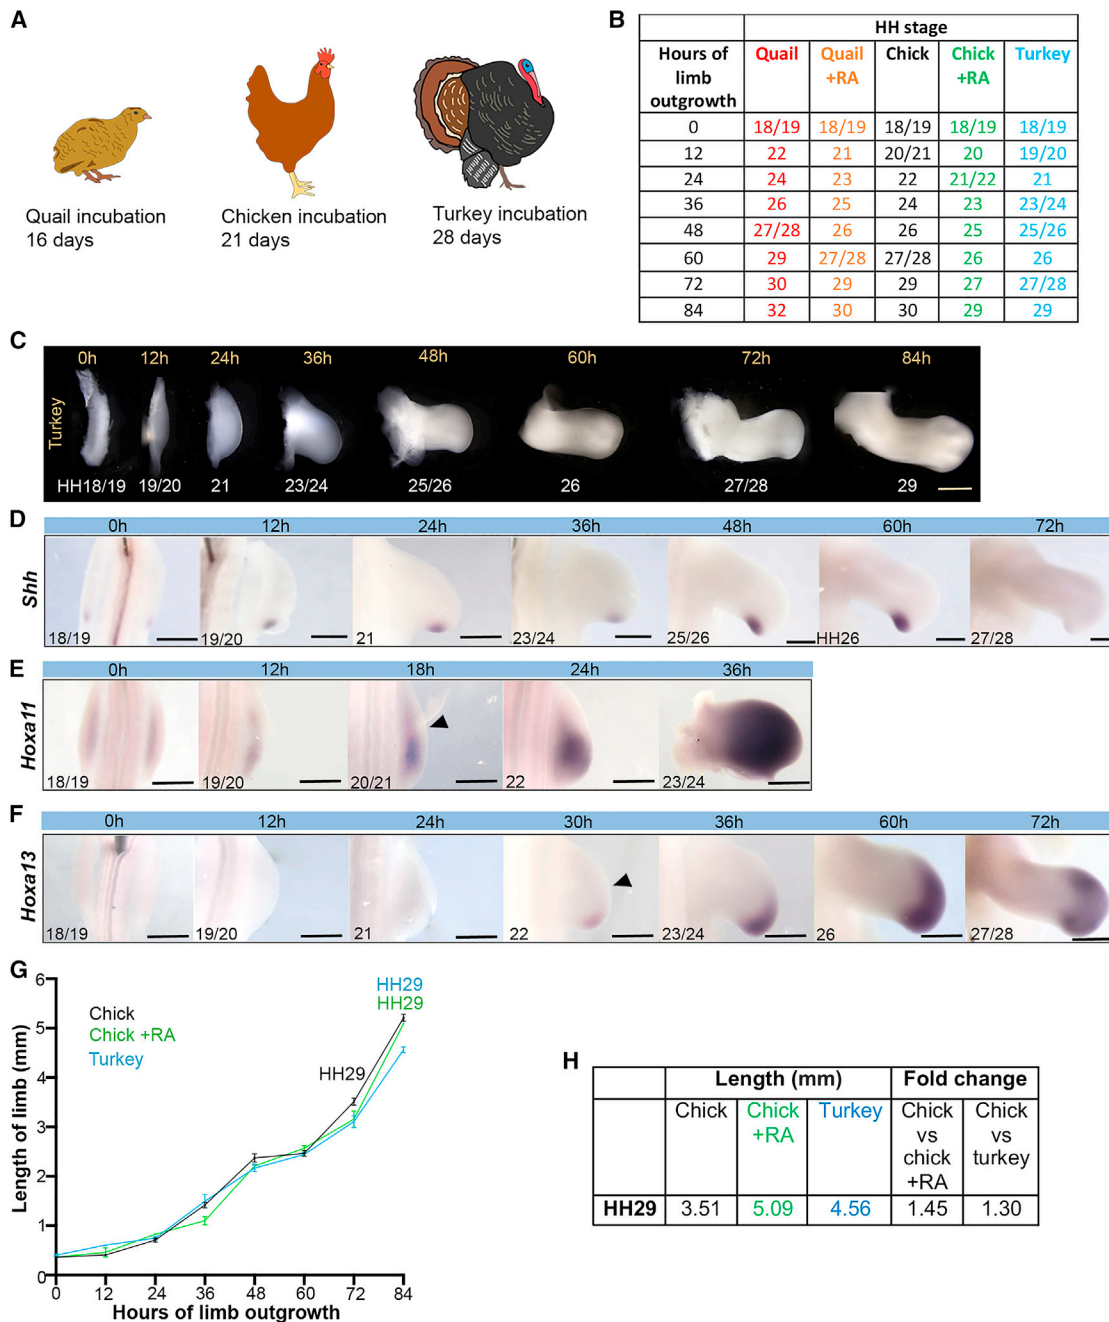 A
Quail incubation
16 days
Chicken incubation
21 days
Turkey incubation
28 days
B
HH stage
Hours of limb outgrowth Quail Quail +RA Chick Chick +RA Turkey
0 18/19 18/19 18/19 18/19 18/19
12 22 21 20/21 20 19/20
24 24 23 22 21/22 21
36 26 25 24 23 23/24
48 27/28 26 26 25 25/26
60 29 27/28 27/28 26 26
72 30 29 29 27 27/28
84 32 30 30 29 29
C
0h 12h 24h 36h 48h 60h 72h 84h
Turkey
HH18/19 19/20 21 23/24 25/26 26 27/28 29
D
0h 12h 24h 36h 48h 60h 72h
Shh
18/19 19/20 21 23/24 25/26 HH26 27/28
E
0h 12h 18h 24h 36h
Hoxa11
18/19 19/20 20/21 22 23/24
F
0h 12h 24h 30h 36h 60h 72h
Hoxa13
18/19 19/20 21 22 23/24 26 27/28
G
Length of limb (mm)
6
5
4
3
2
1
0
Chick
Chick +RA
Turkey
HH29
HH29
HH29
0 12 24 36 48 60 72 84
Hours of limb outgrowth
H
Length (mm) Fold change
Chick Chick +RA Turkey Chick vs chick +RA Chick vs turkey
HH29 3.51 5.09 4.56 1.45 1.30